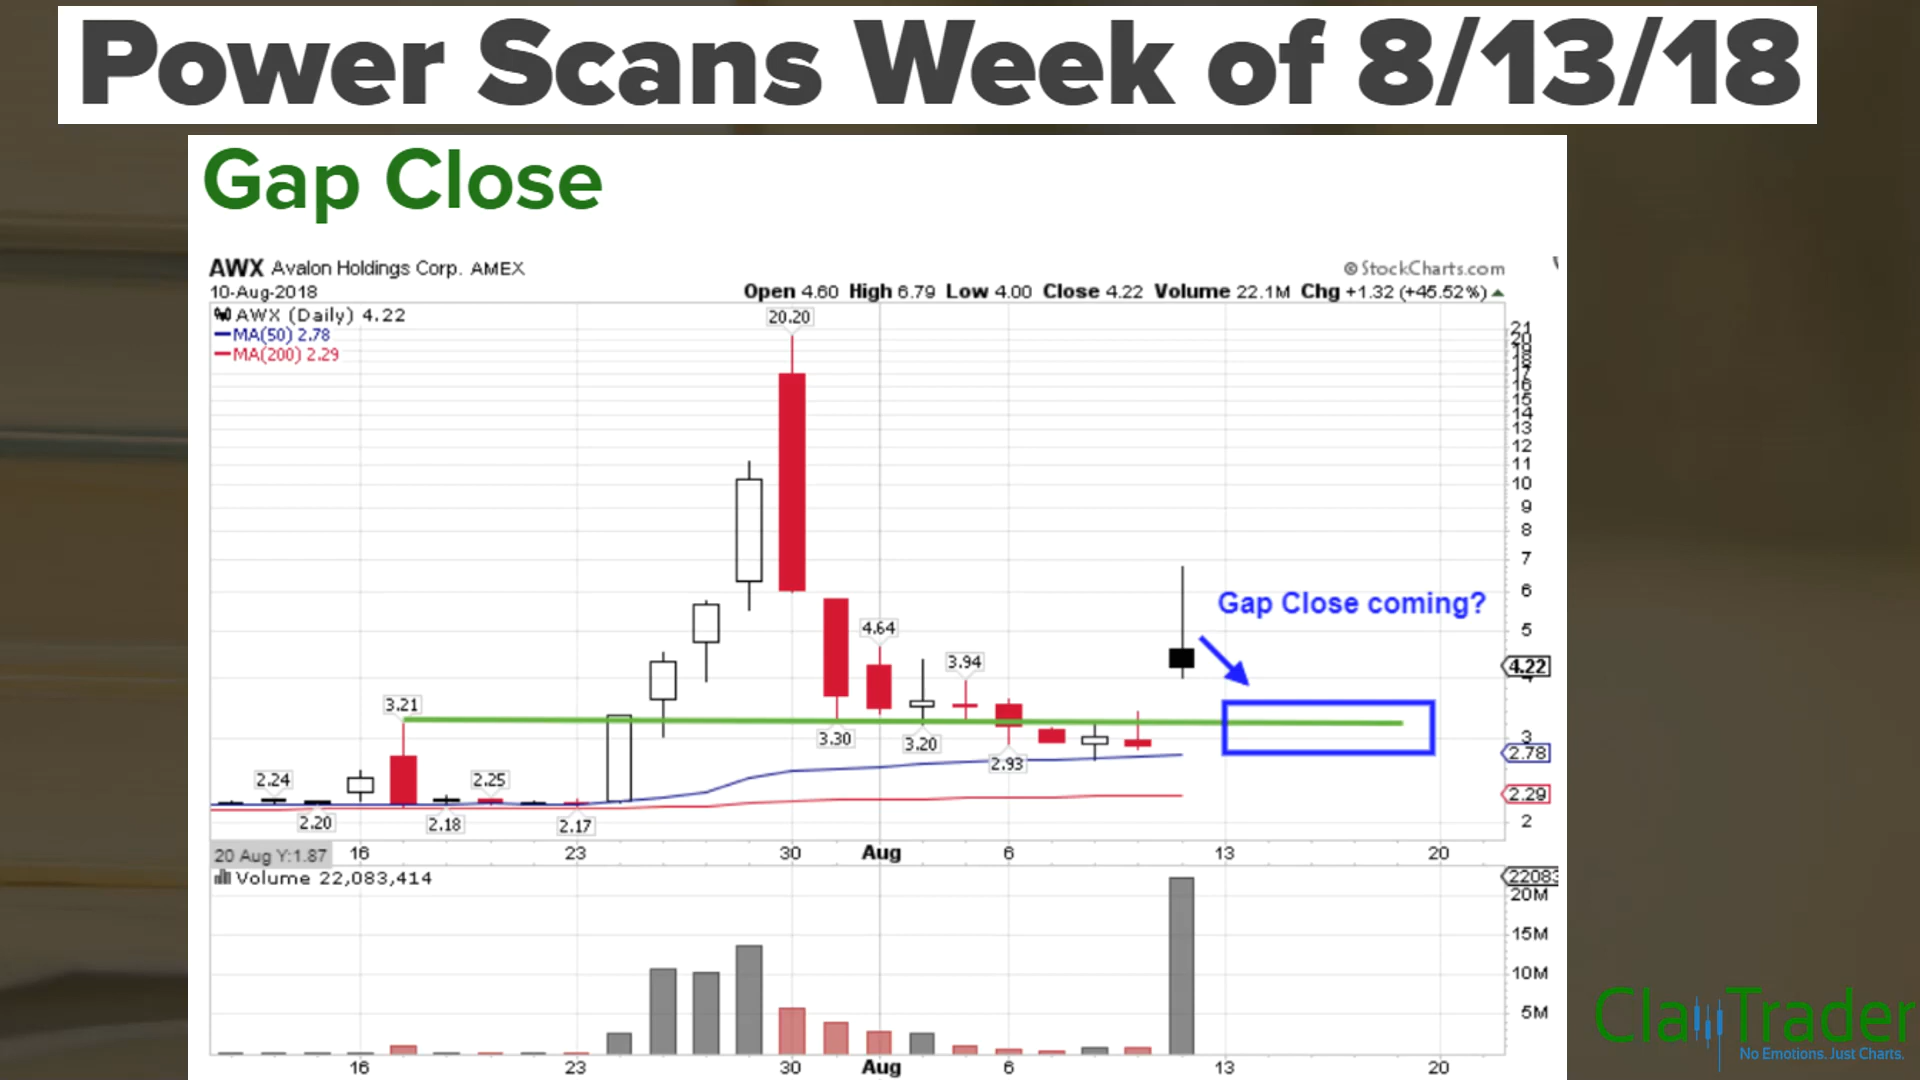 Power Scans Week of 8/13/18
Gap Close
AWX Avalon Holdings Corp. AMEX
© StockCharts.com
10-Aug-2018
Open 4.60 High 6.79 Low 4.00 Close 4.22 Volume 22.1M Chg +1.32 (+45.52%)
AWX (Daily) 4.22
MA(50) 2.78
MA(200) 2.29
20.20
21
20
19
18
17
16
15
14
13
12
11
10
9
8
7
6
5
4
3
2
Gap Close coming?
4.64
3.94
4.22
3.21
3.30
3.20
2.93
2.78
2.24
2.25
2.29
2.20
2.18
2.17
20 Aug Y:1.87
16 23 30 Aug 6 13 20
Volume 22,083,414
22083
20M
15M
10M
5M
16 23 30 Aug 6 13 20
ClayTrader
No Emotions. Just Charts.